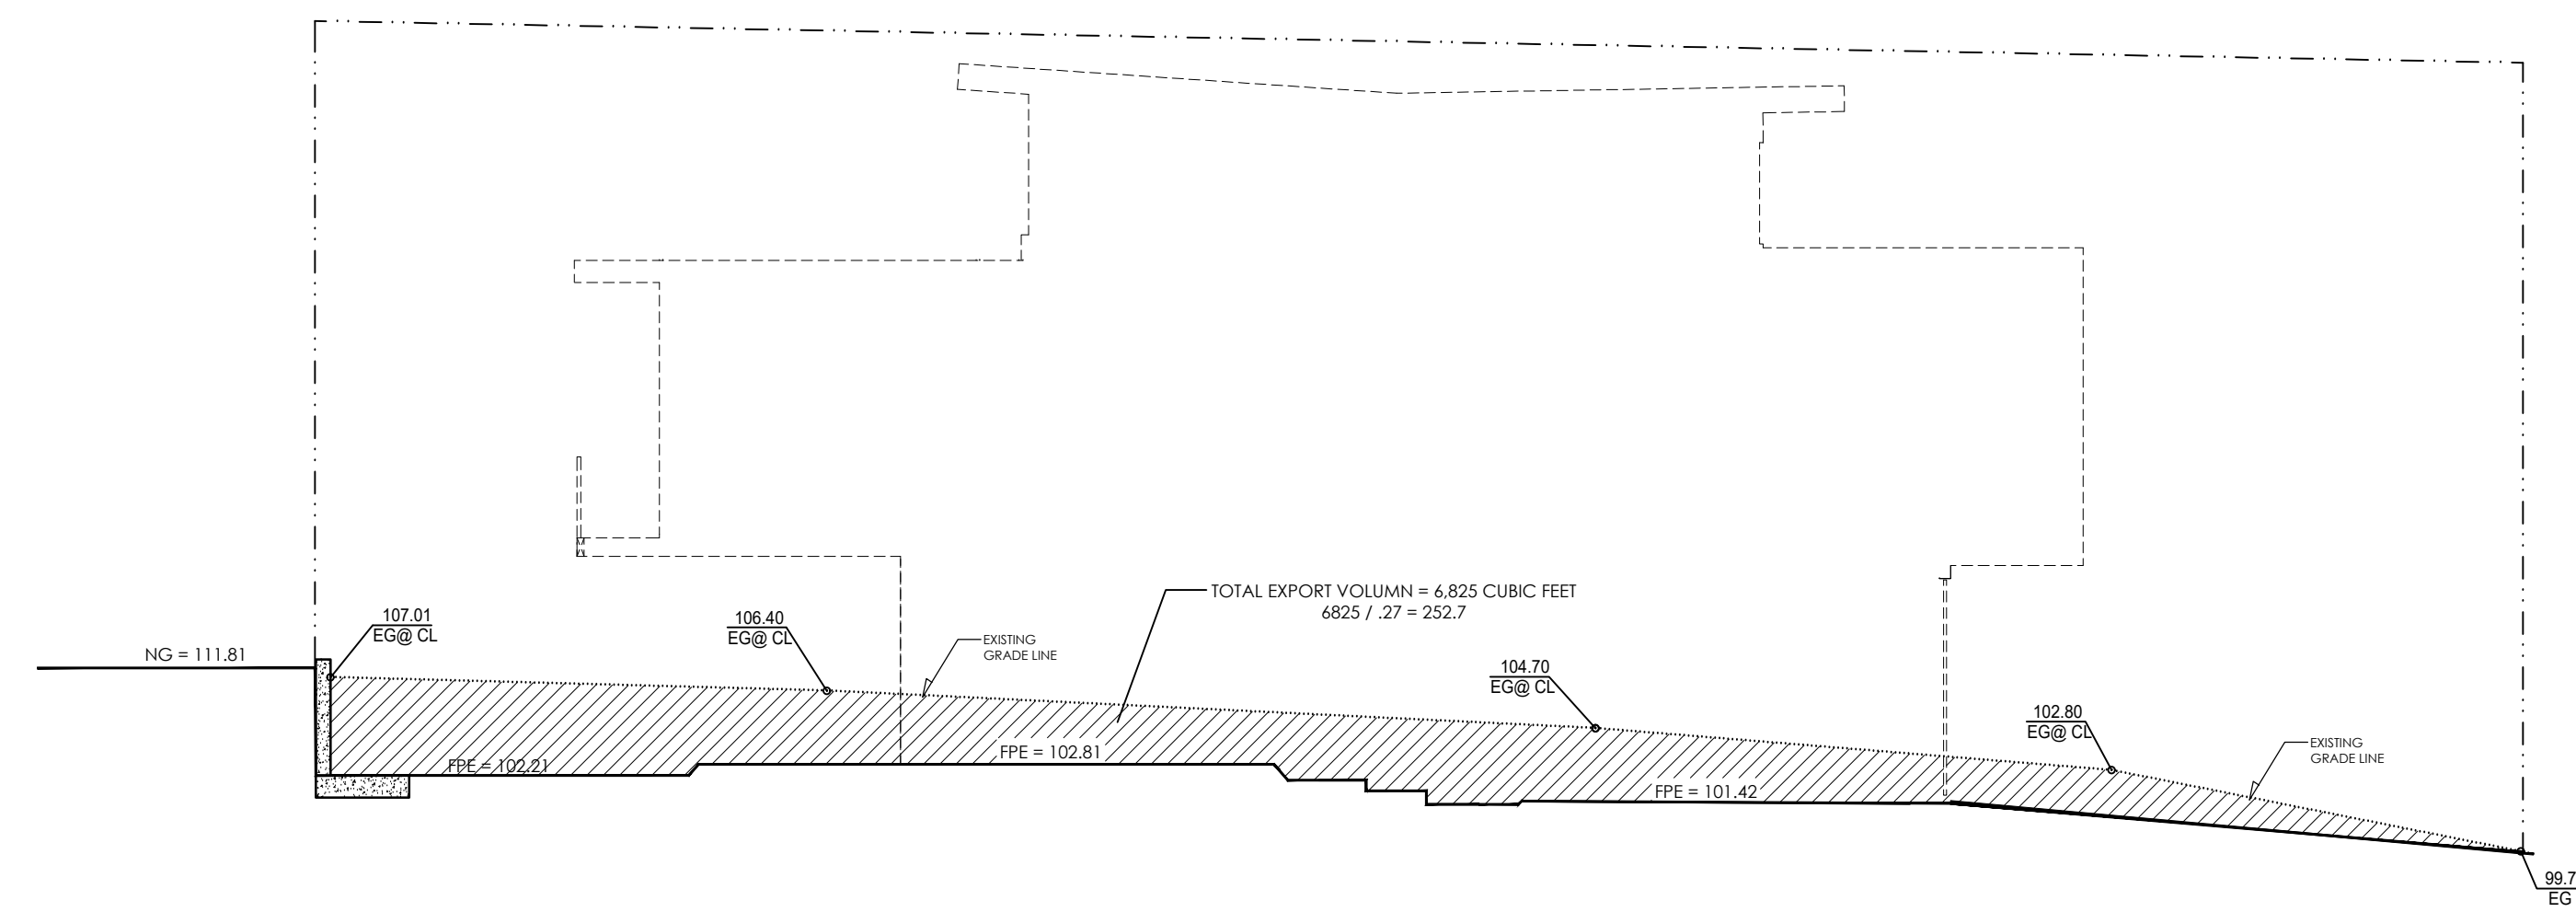 TOTAL EXPORT VOLUMN = 6,825 CUBIC FEET
6825 / .27 = 252.7
107.01
EG@ CL
106.40
EG@ CL
EXISTING
GRADE LINE
NG = 111.81
104.70
EG@ CL
102.80
EG@ CL
EXISTING
GRADE LINE
FPE = 102.21
FPE = 102.81
FPE = 101.42
99.7
EG